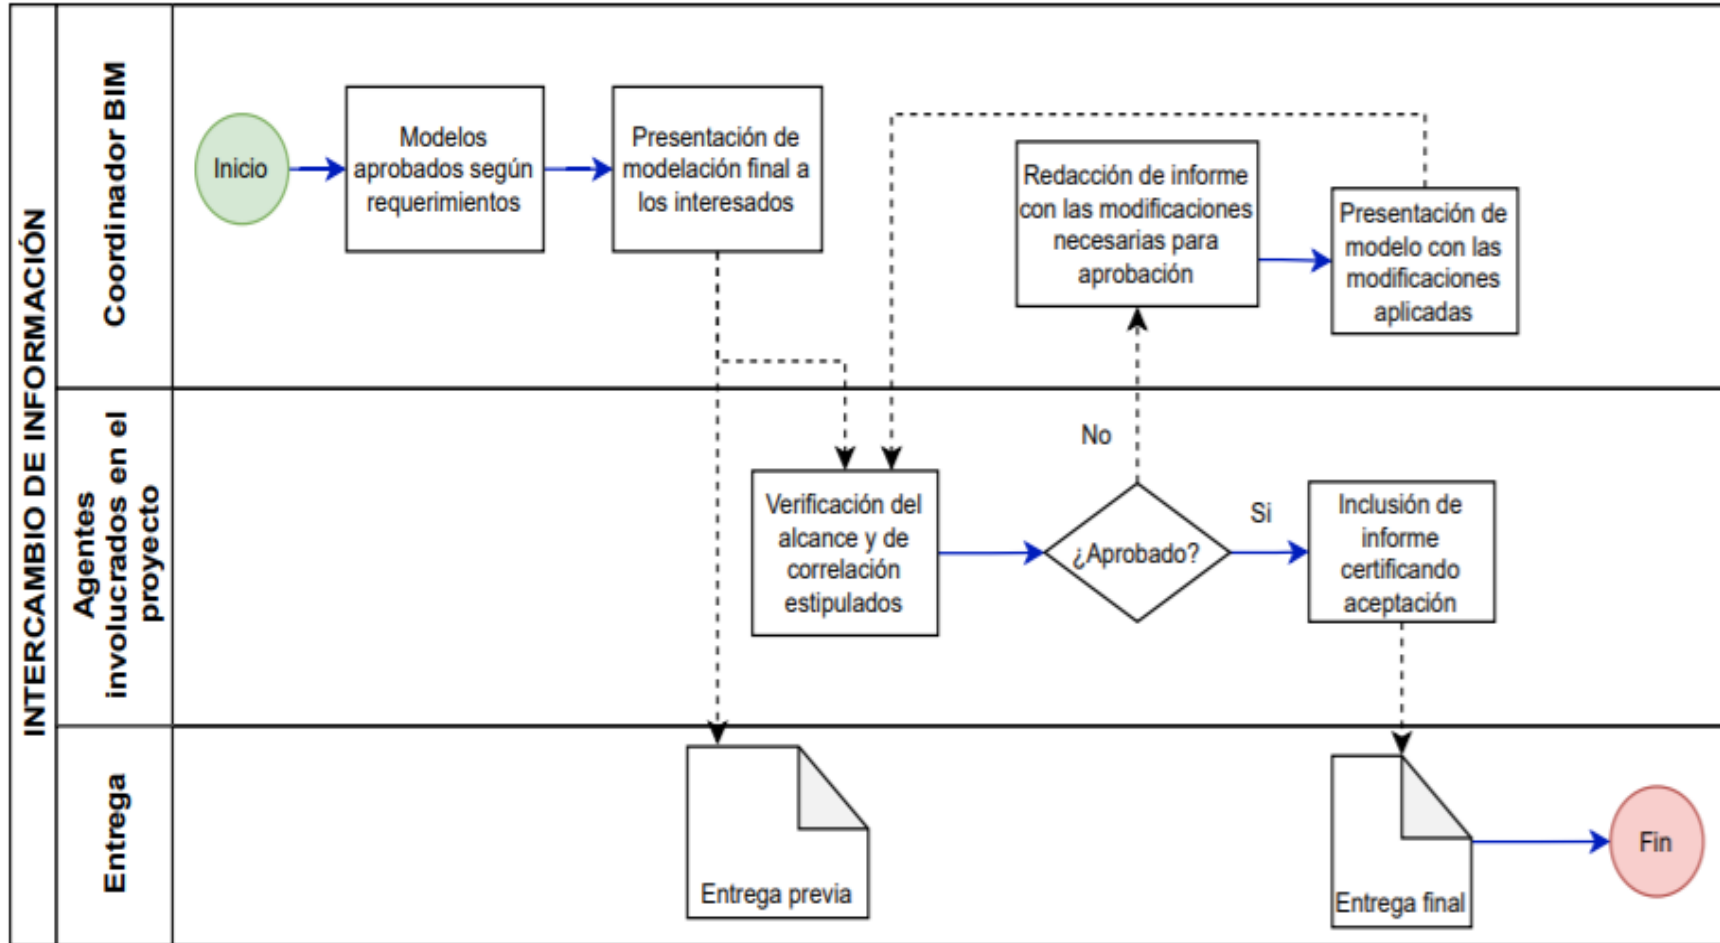 INTERCAMBIO DE INFORMACIÓN
Coordinador BIM
Inicio
Modelos
aprobados según
requerimientos
Presentación de
modelación final a
los interesados
Redacción de informe
con las modificaciones
necesarias para
aprobación
Presentación de
modelo con las
modificaciones
aplicadas
Agentes
involucrados en el
proyecto
Verificación del
alcance y de
correlación
estipulados
¿Aprobado?
No
Si
Inclusión de
informe
certificando
aceptación
Entrega
Entrega previa
Entrega final
Fin